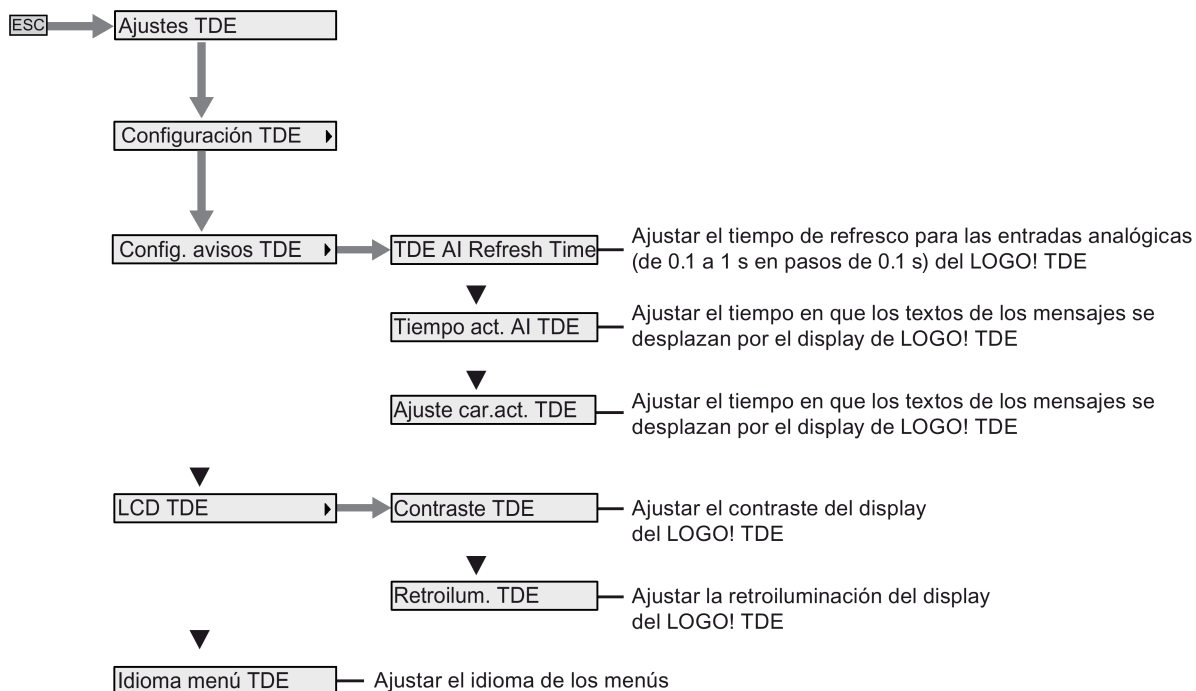 ESC
Ajustes TDE
Configuración TDE
Config. avisos TDE
TDE AI Refresh Time
Ajustar el tiempo de refresco para las entradas analógicas
(de 0.1 a 1 s en pasos de 0.1 s) del LOGO! TDE
Tiempo act. AI TDE
Ajustar el tiempo en que los textos de los mensajes se
desplazan por el display de LOGO! TDE
Ajuste car.act. TDE
Ajustar el tiempo en que los textos de los mensajes se
desplazan por el display de LOGO! TDE
LCD TDE
Contraste TDE
Ajustar el contraste del display
del LOGO! TDE
Retroilum. TDE
Ajustar la retroiluminación del display
del LOGO! TDE
Idioma menú TDE
Ajustar el idioma de los menús